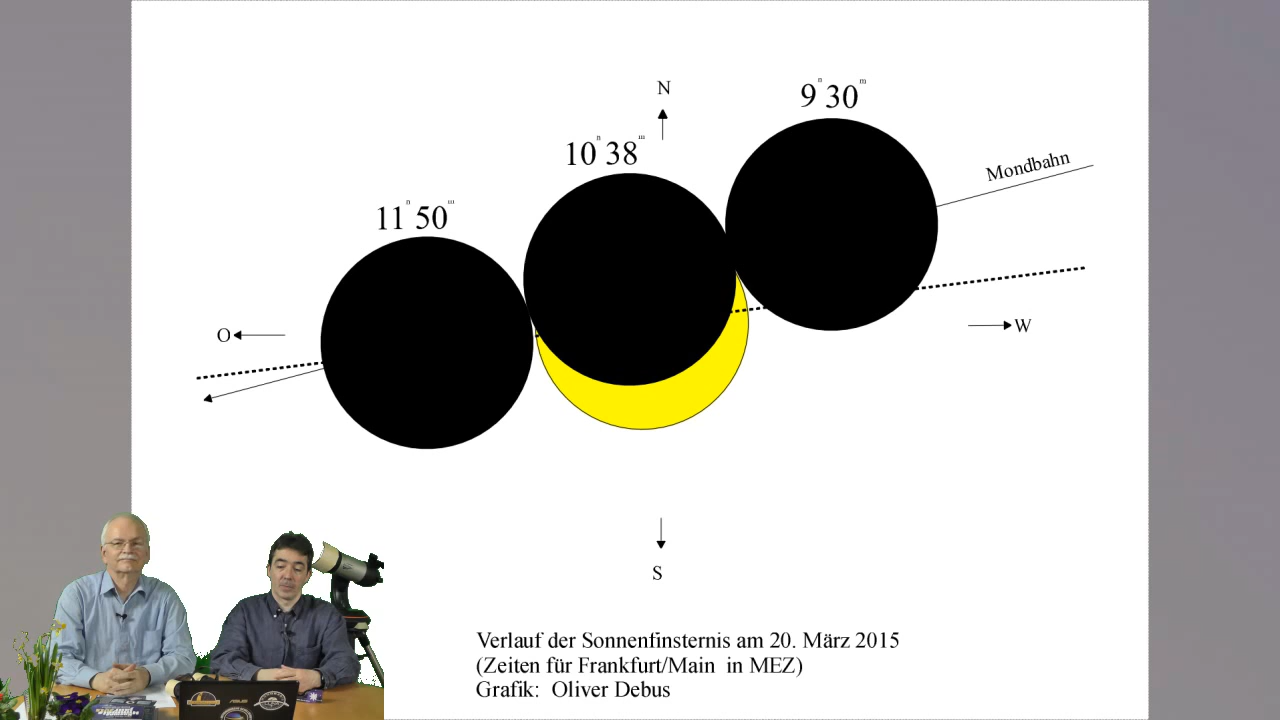 N
9ʰ30ᵐ
10ʰ38ᵐ
Mondbahn
11ʰ50ᵐ
O
W
S
Verlauf der Sonnenfinsternis am 20. März 2015
(Zeiten für Frankfurt/Main in MEZ)
Grafik: Oliver Debus
ASUS